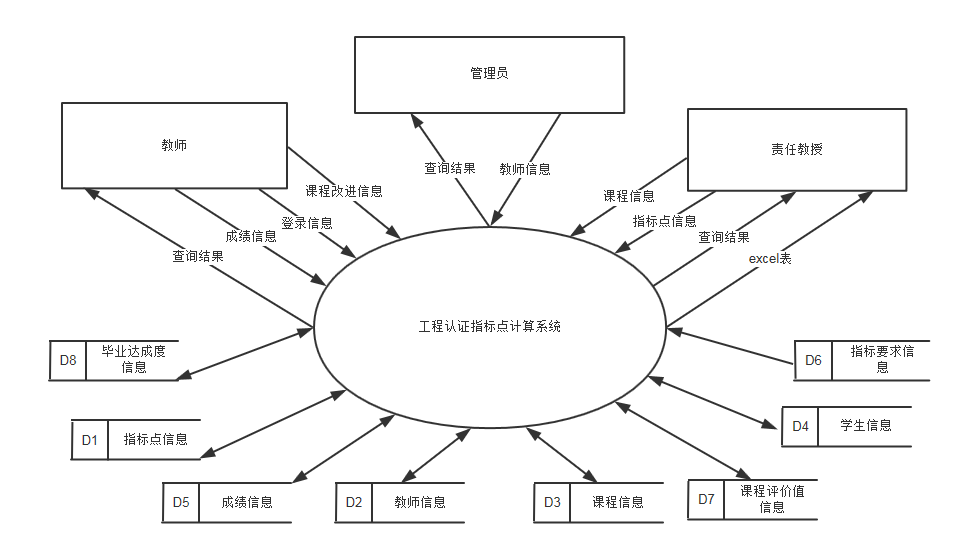 管理员
教师
责任教授
查询结果
教师信息
课程改进信息
登录信息
成绩信息
查询结果
课程信息
指标点信息
查询结果
excel表
工程认证指标点计算系统
D8
毕业达成度
信息
D6
指标要求信
息
D1
指标点信息
D4
学生信息
D5
成绩信息
D2
教师信息
D3
课程信息
D7
课程评价值
信息